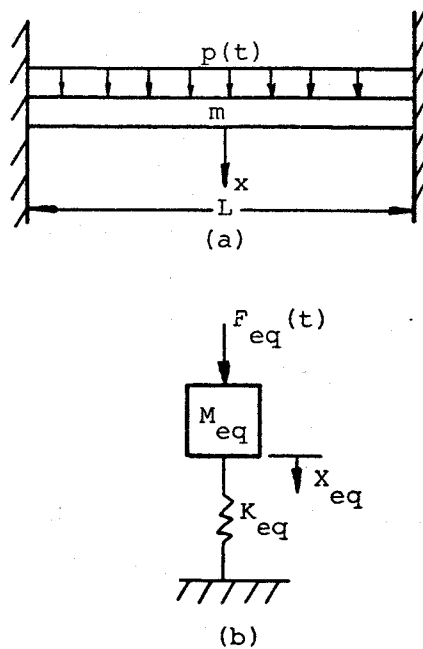 p(t)
m
x
L
(a)
F_eq(t)
M_eq
X_eq
K_eq
(b)